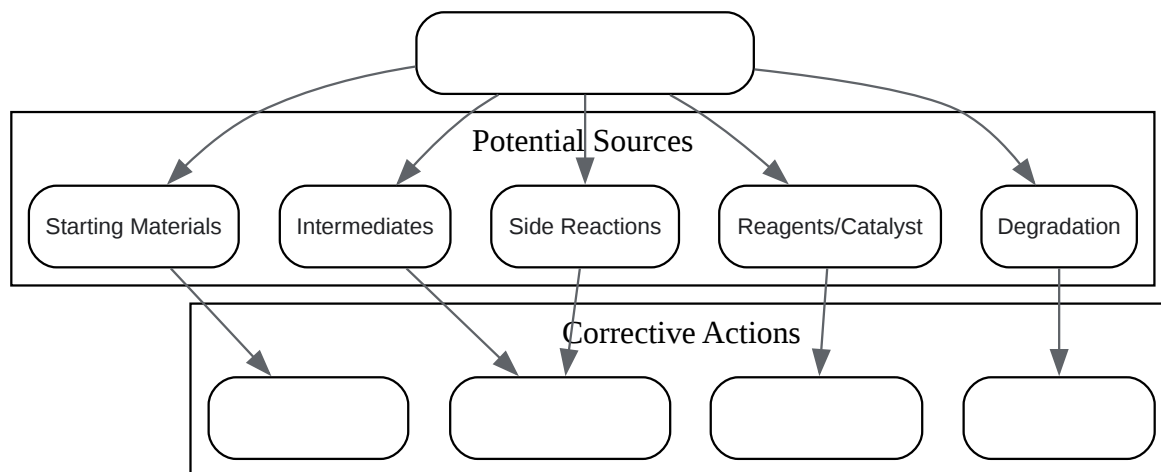 Potential Sources
Starting Materials
Intermediates
Side Reactions
Reagents/Catalyst
Degradation
Corrective Actions